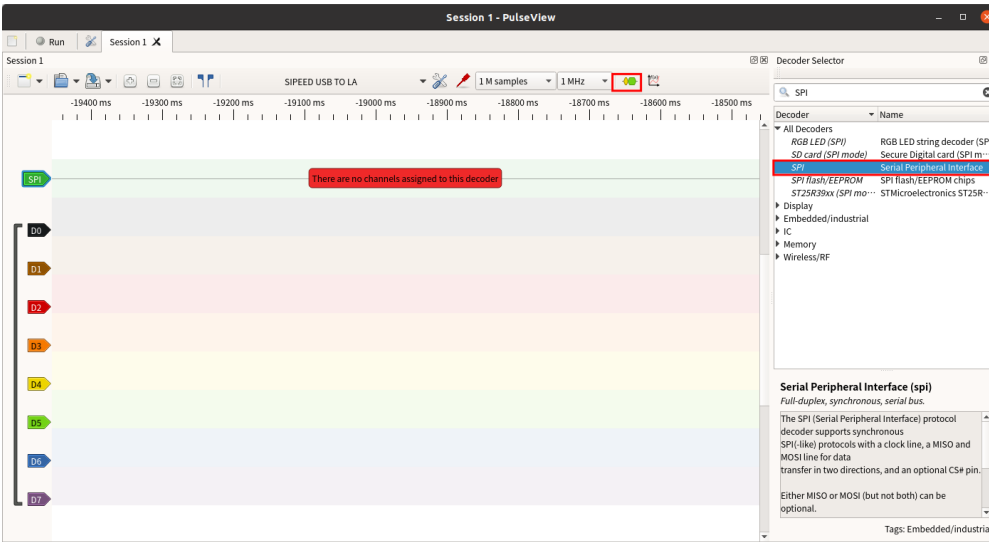 Session 1 - PulseView
Run
Session 1
Session 1
Decoder Selector
SIPEED USB TO LA
1 M samples
1 MHz
SPI
-19400 ms -19300 ms -19200 ms -19100 ms -19000 ms -18900 ms -18800 ms -18700 ms -18600 ms -18500 ms
Decoder Name
All Decoders
RGB LED (SPI) RGB LED string decoder (SP
SD card (SPI mode) Secure Digital card (SPI m···
SPI Serial Peripheral Interface
SPI flash/EEPROM SPI flash/EEPROM chips
ST25R39xx (SPI mo··· STMicroelectronics ST25R··
Display
Embedded/industrial
IC
Memory
Wireless/RF
SPI
There are no channels assigned to this decoder
D0
D1
D2
D3
D4
D5
D6
D7
Serial Peripheral Interface (spi)
Full-duplex, synchronous, serial bus.
The SPI (Serial Peripheral Interface) protocol
decoder supports synchronous
SPI(-like) protocols with a clock line, a MISO and
MOSI line for data
transfer in two directions, and an optional CS# pin.
Either MISO or MOSI (but not both) can be
optional.
Tags: Embedded/industria